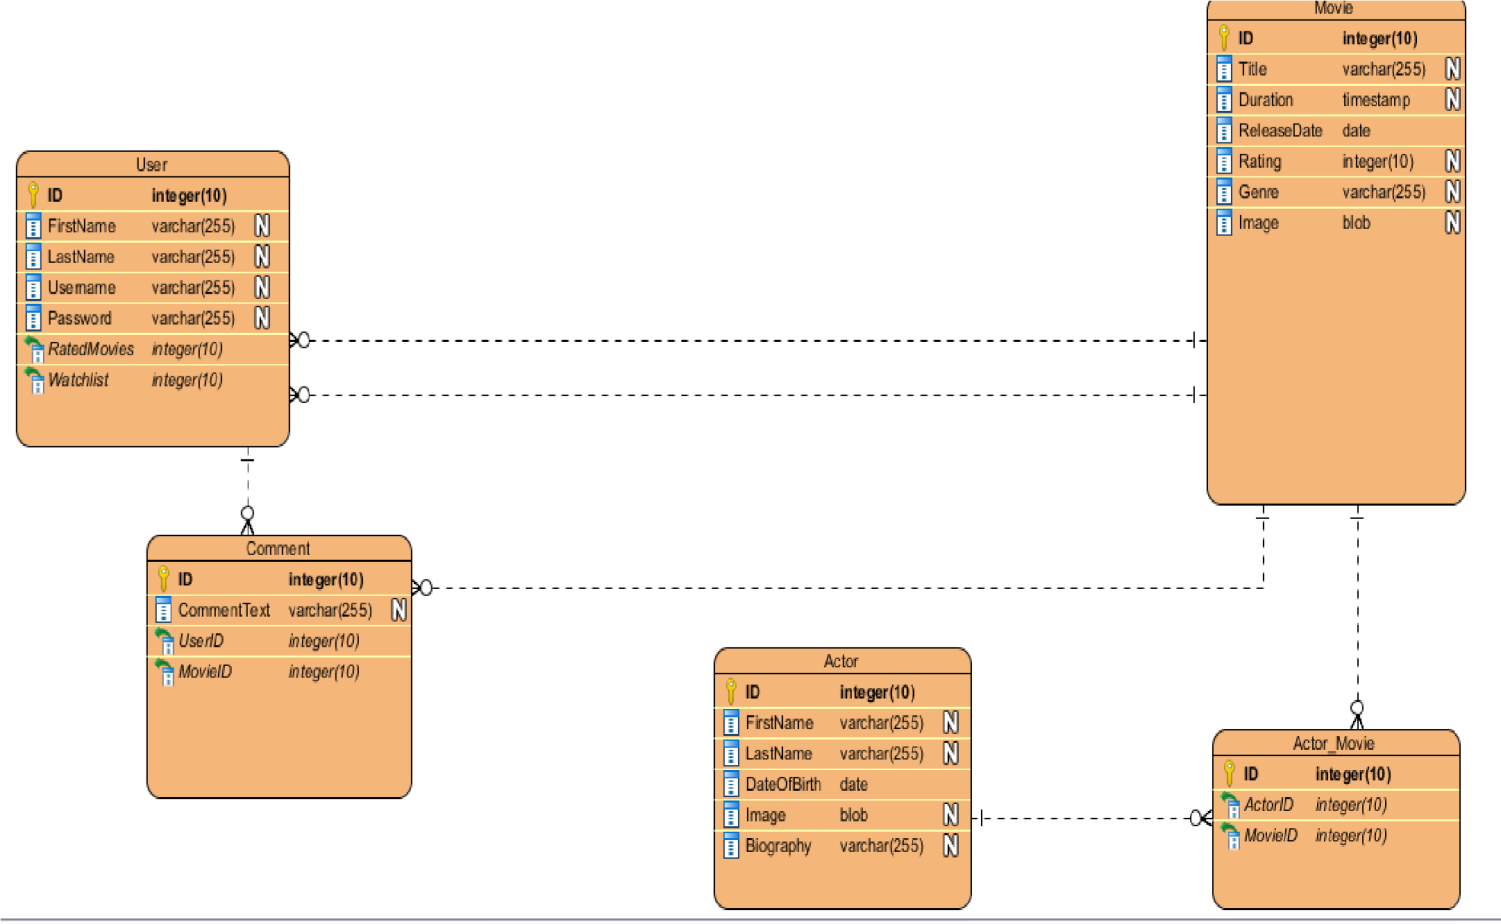 Movie
ID integer(10)
Title varchar(255) N
Duration timestamp N
ReleaseDate date
Rating integer(10) N
Genre varchar(255) N
Image blob N
User
ID integer(10)
FirstName varchar(255) N
LastName varchar(255) N
Username varchar(255) N
Password varchar(255) N
RatedMovies integer(10)
Watchlist integer(10)
Comment
ID integer(10)
CommentText varchar(255) N
UserID integer(10)
MovieID integer(10)
Actor
ID integer(10)
FirstName varchar(255) N
LastName varchar(255) N
DateOfBirth date
Image blob N
Biography varchar(255) N
Actor_Movie
ID integer(10)
ActorID integer(10)
MovieID integer(10)